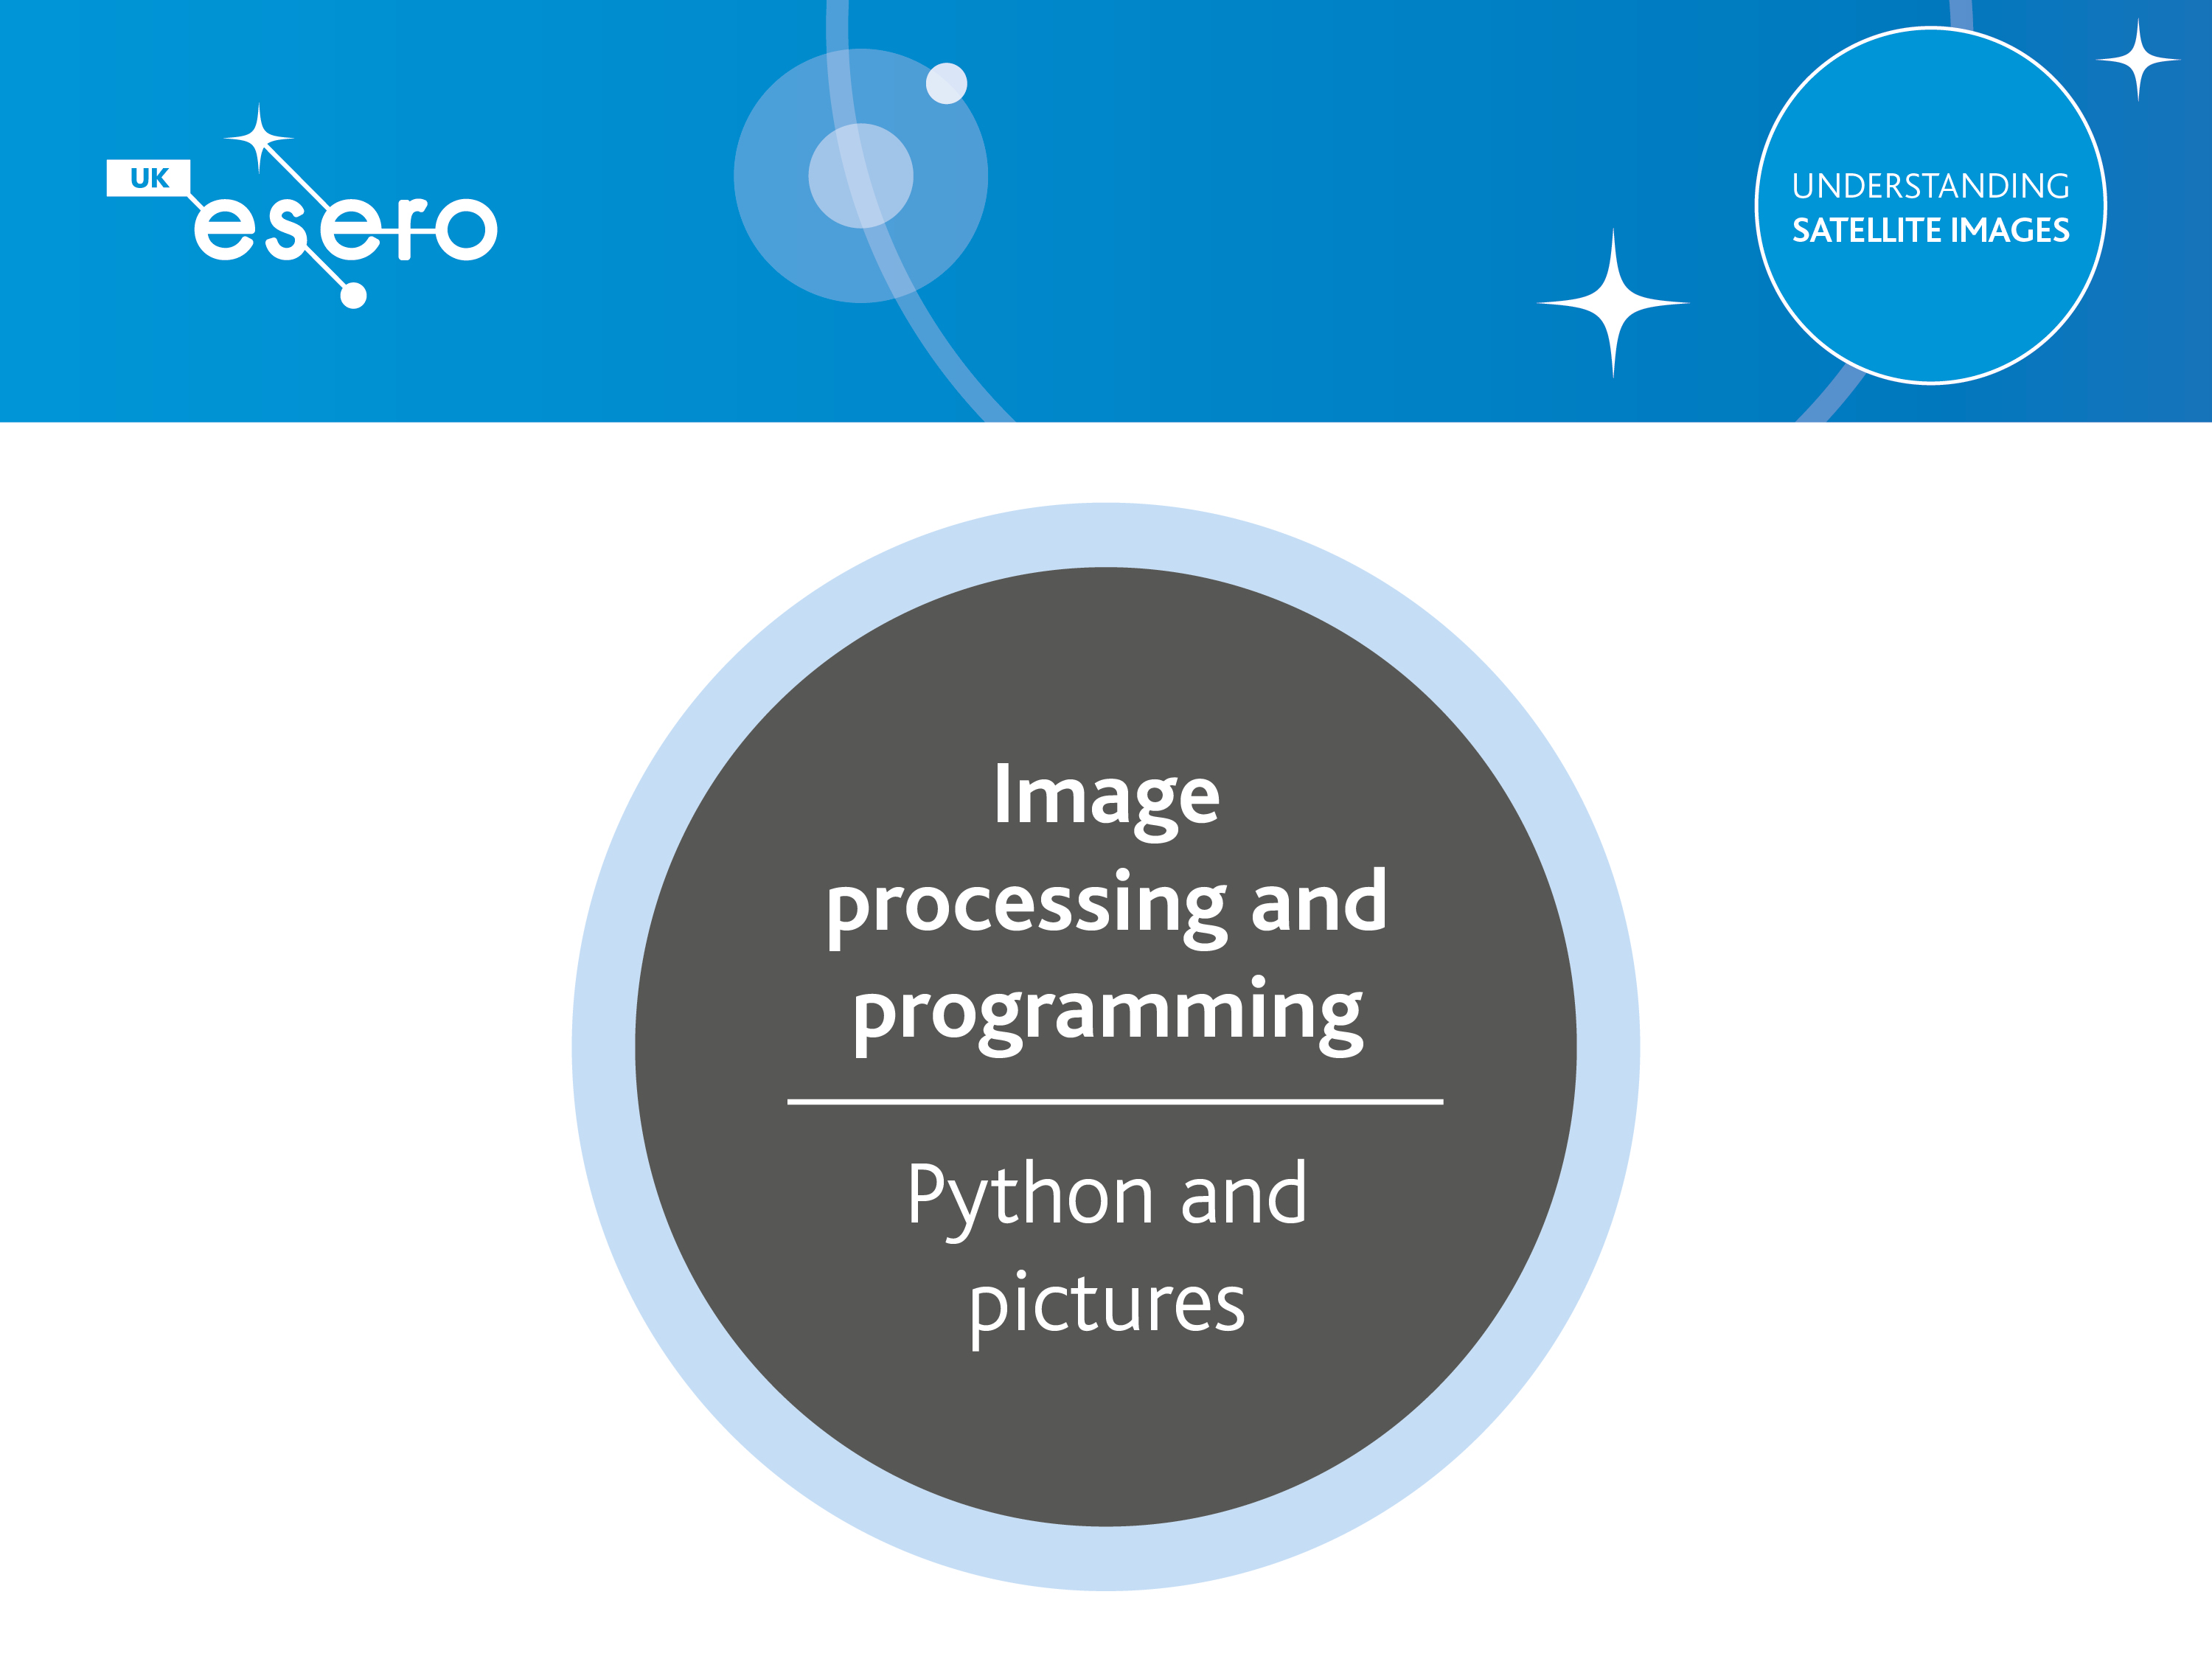 UK
esero
UNDERSTANDING
SATELLITE IMAGES
Image
processing and
programming
Python and
pictures